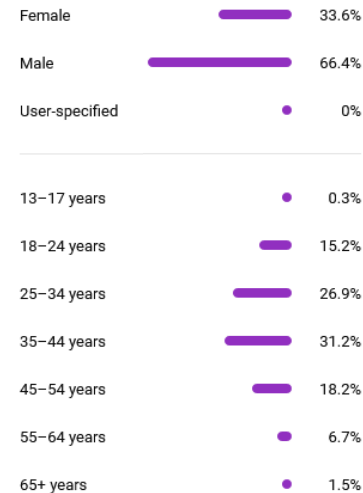 Female 33.6%
Male 66.4%
User-specified 0%
13–17 years 0.3%
18–24 years 15.2%
25–34 years 26.9%
35–44 years 31.2%
45–54 years 18.2%
55–64 years 6.7%
65+ years 1.5%